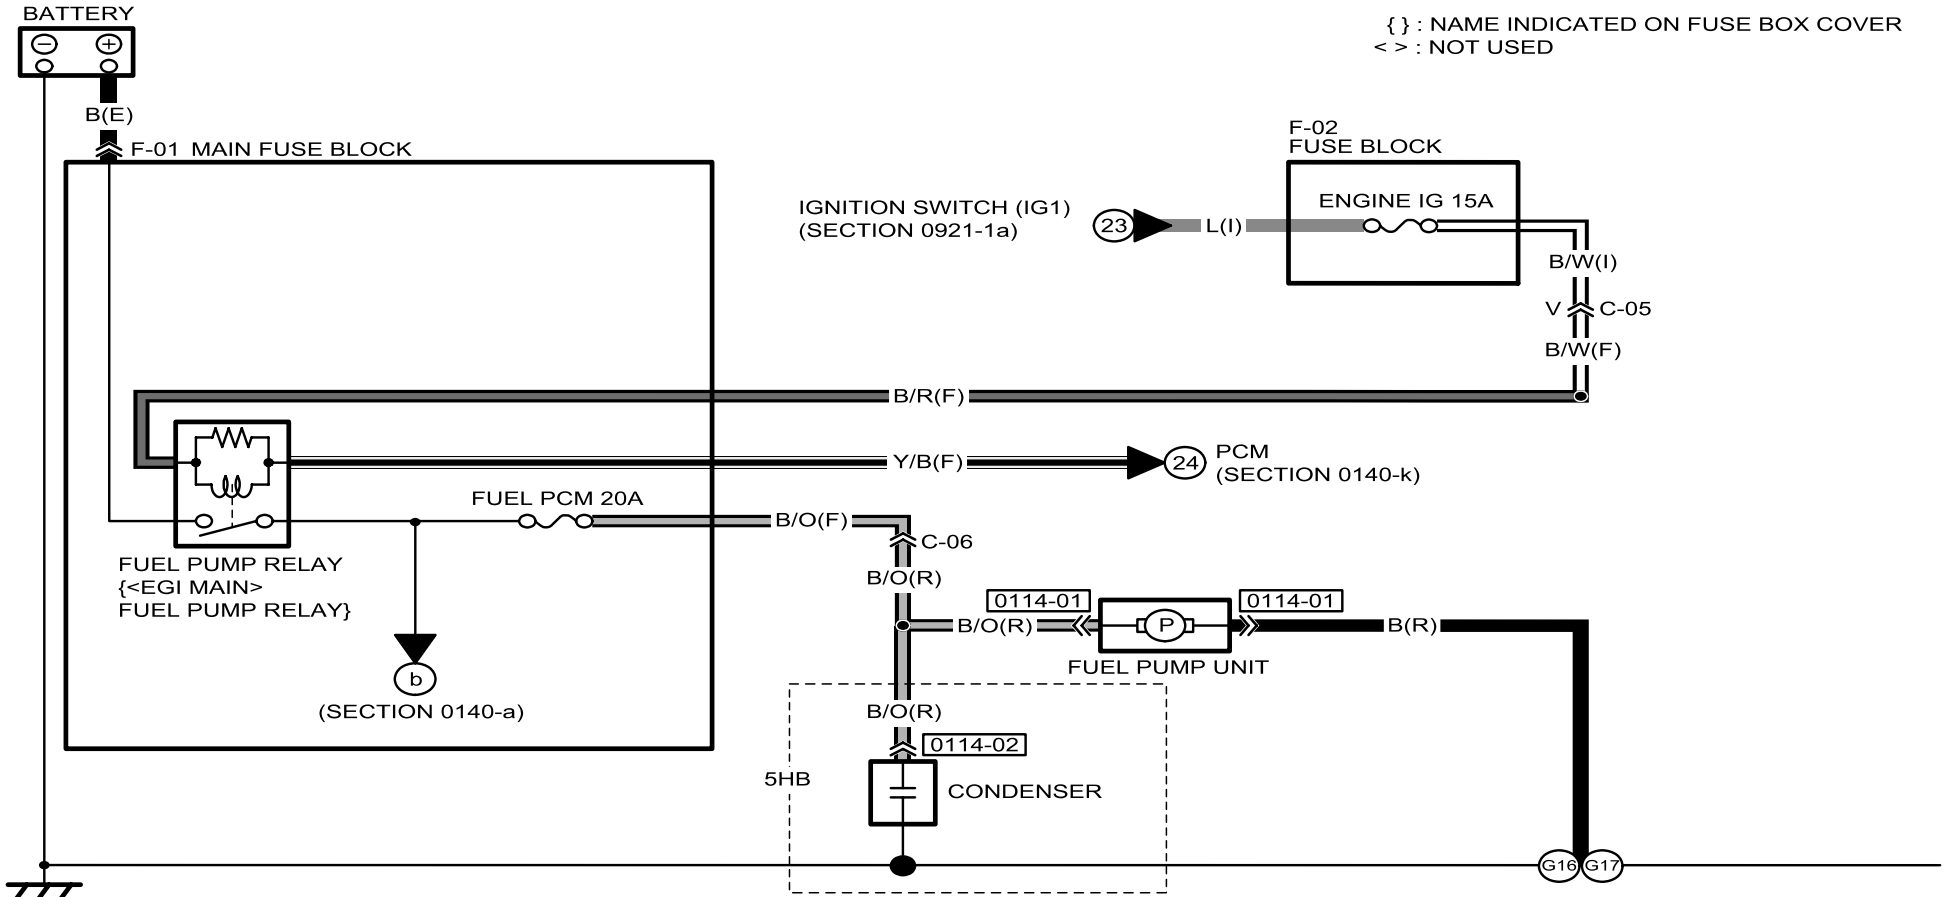 BATTERY
{ } : NAME INDICATED ON FUSE BOX COVER
< > : NOT USED
− +
B(E)
F-01 MAIN FUSE BLOCK
F-02
FUSE BLOCK
ENGINE IG 15A
IGNITION SWITCH (IG1)
(SECTION 0921-1a)
23
L(I)
B/W(I)
V
C-05
B/W(F)
B/R(F)
Y/B(F)
24
PCM
(SECTION 0140-k)
FUEL PCM 20A
B/O(F)
C-06
FUEL PUMP RELAY
{<EGI MAIN>
FUEL PUMP RELAY}
B/O(R)
0114-01
0114-01
B/O(R)
P
B(R)
FUEL PUMP UNIT
b
(SECTION 0140-a)
B/O(R)
0114-02
5HB
CONDENSER
G16
G17